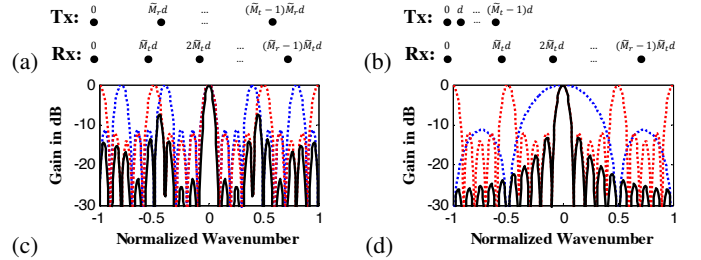 Tx: 0 M̃ᵣd ... (M̃ₜ−1)M̃ᵣd
Rx: 0 M̃ₜd 2M̃ₜd ... (M̃ᵣ−1)M̃ₜd
(a)
Tx: 0 d ... (M̃ₜ−1)d
Rx: 0 M̃ₜd 2M̃ₜd ... (M̃ᵣ−1)M̃ₜd
(b)
Gain in dB
0
-10
-20
-30
-1 -0.5 0 0.5 1
Normalized Wavenumber
(c)
Gain in dB
0
-10
-20
-30
-1 -0.5 0 0.5 1
Normalized Wavenumber
(d)